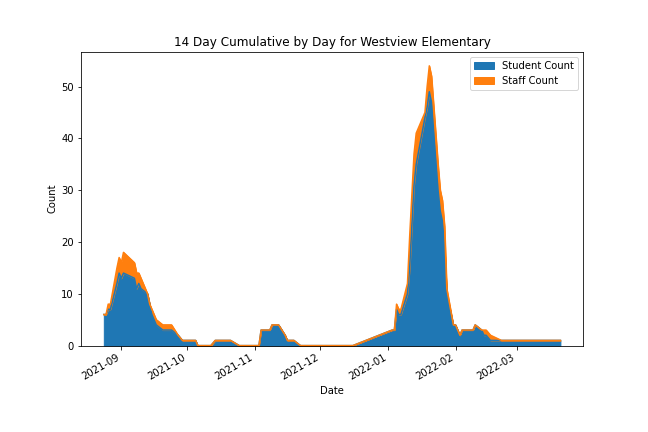 14 Day Cumulative by Day for Westview Elementary
Student Count
Staff Count
50
40
30
20
10
0
Count
2021-09
2021-10
2021-11
2021-12
2022-01
2022-02
2022-03
Date